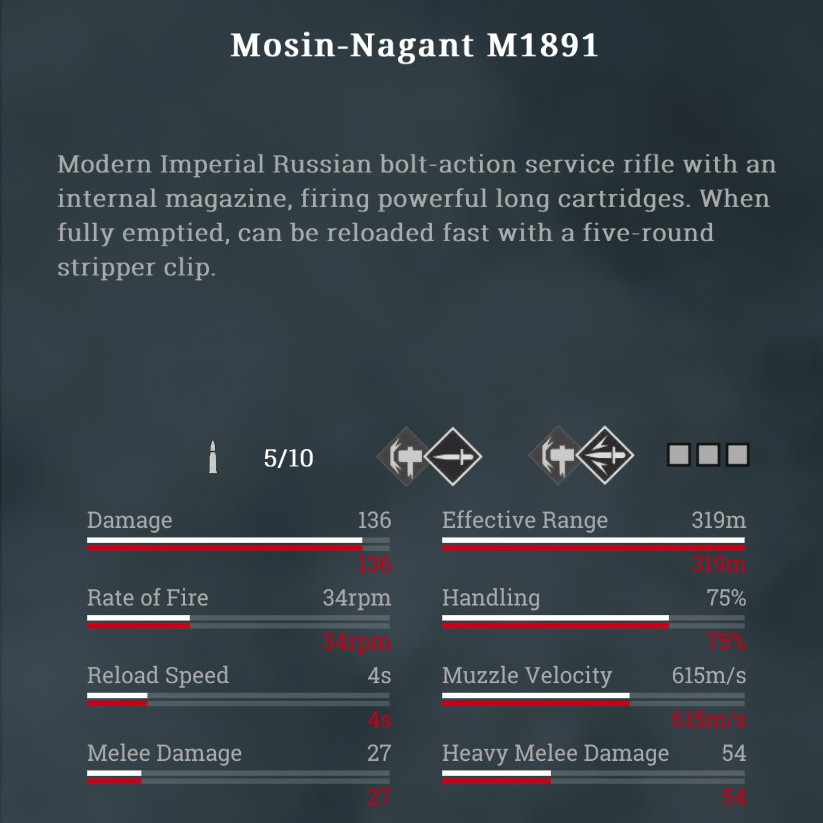 Mosin-Nagant M1891
Modern Imperial Russian bolt-action service rifle with an
internal magazine, firing powerful long cartridges. When
fully emptied, can be reloaded fast with a five-round
stripper clip.
5/10
Damage 136
136
Effective Range 319m
319m
Rate of Fire 34rpm
34rpm
Handling 75%
75%
Reload Speed 4s
4s
Muzzle Velocity 615m/s
615m/s
Melee Damage 27
27
Heavy Melee Damage 54
54